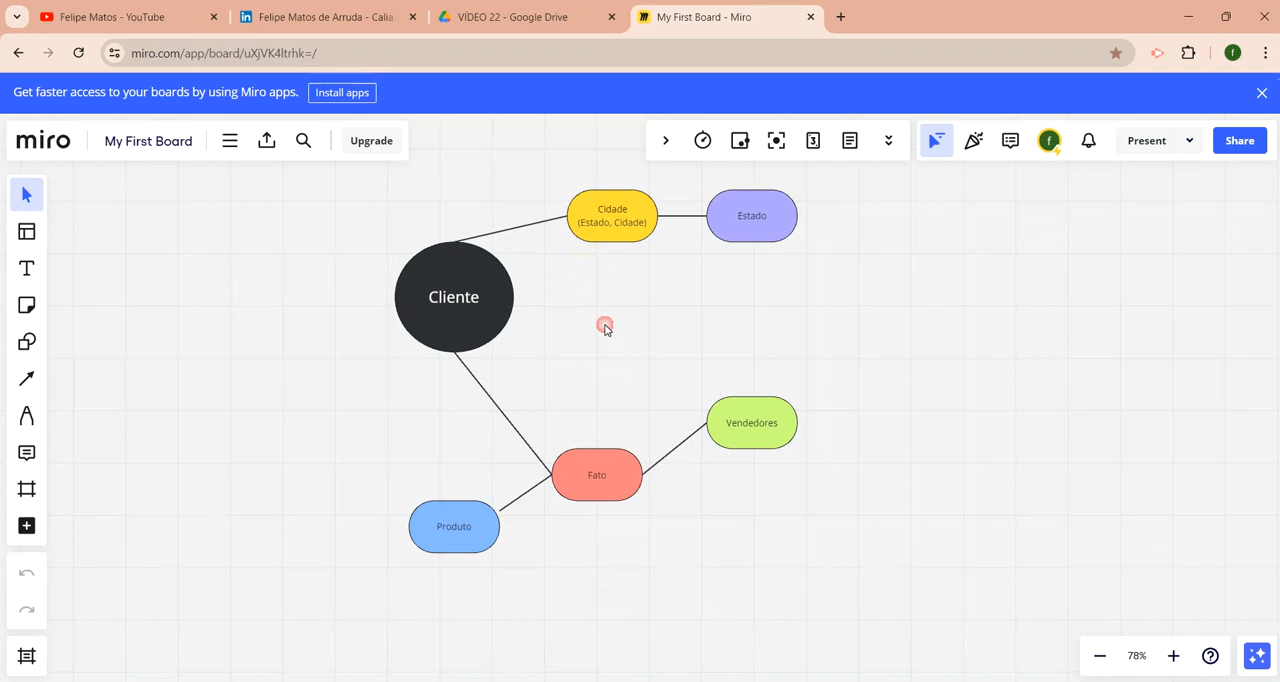 Felipe Matos - YouTube
Felipe Matos de Arruda - Calia
VÍDEO 22 - Google Drive
My First Board - Miro
miro.com/app/board/uXjVK4ltrhk=/
f
Get faster access to your boards by using Miro apps.
Install apps
miro
My First Board
Upgrade
3
f
Present
Share
Cidade
(Estado, Cidade)
Estado
Cliente
Vendedores
Fato
Produto
78%